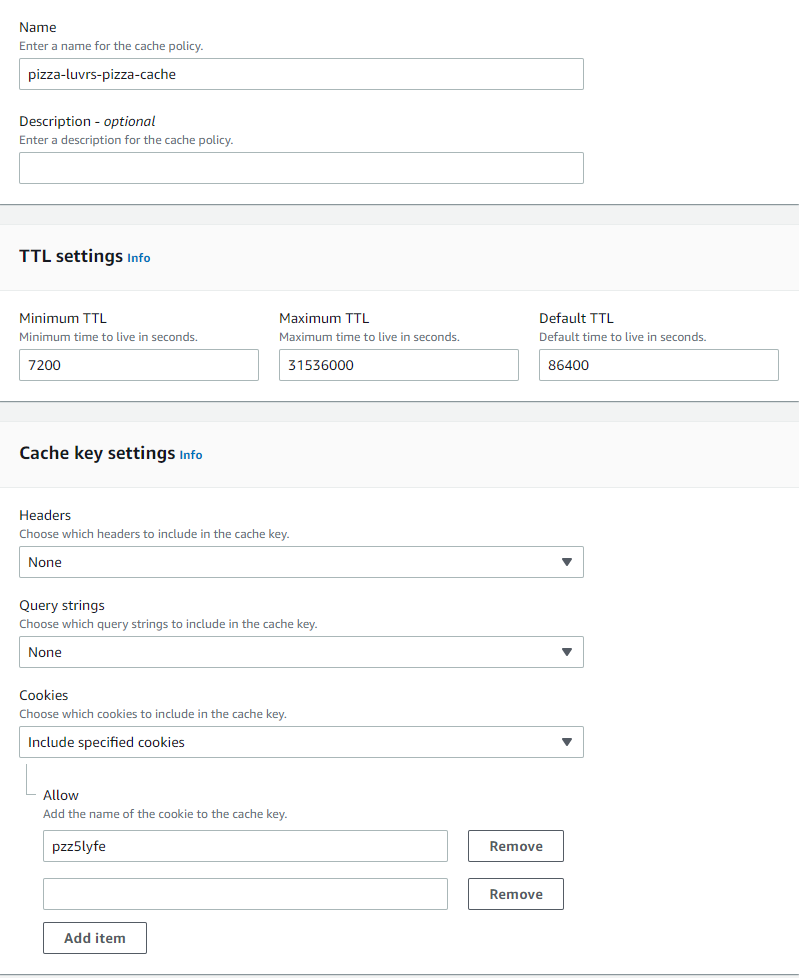 Name
Enter a name for the cache policy.
pizza-luvrs-pizza-cache
Description - optional
Enter a description for the cache policy.
TTL settings Info
Minimum TTL Maximum TTL Default TTL
Minimum time to live in seconds. Maximum time to live in seconds. Default time to live in seconds.
7200 31536000 86400
Cache key settings Info
Headers
Choose which headers to include in the cache key.
None
Query strings
Choose which query strings to include in the cache key.
None
Cookies
Choose which cookies to include in the cache key.
Include specified cookies
Allow
Add the name of the cookie to the cache key.
pzz5lyfe Remove
Remove
Add item